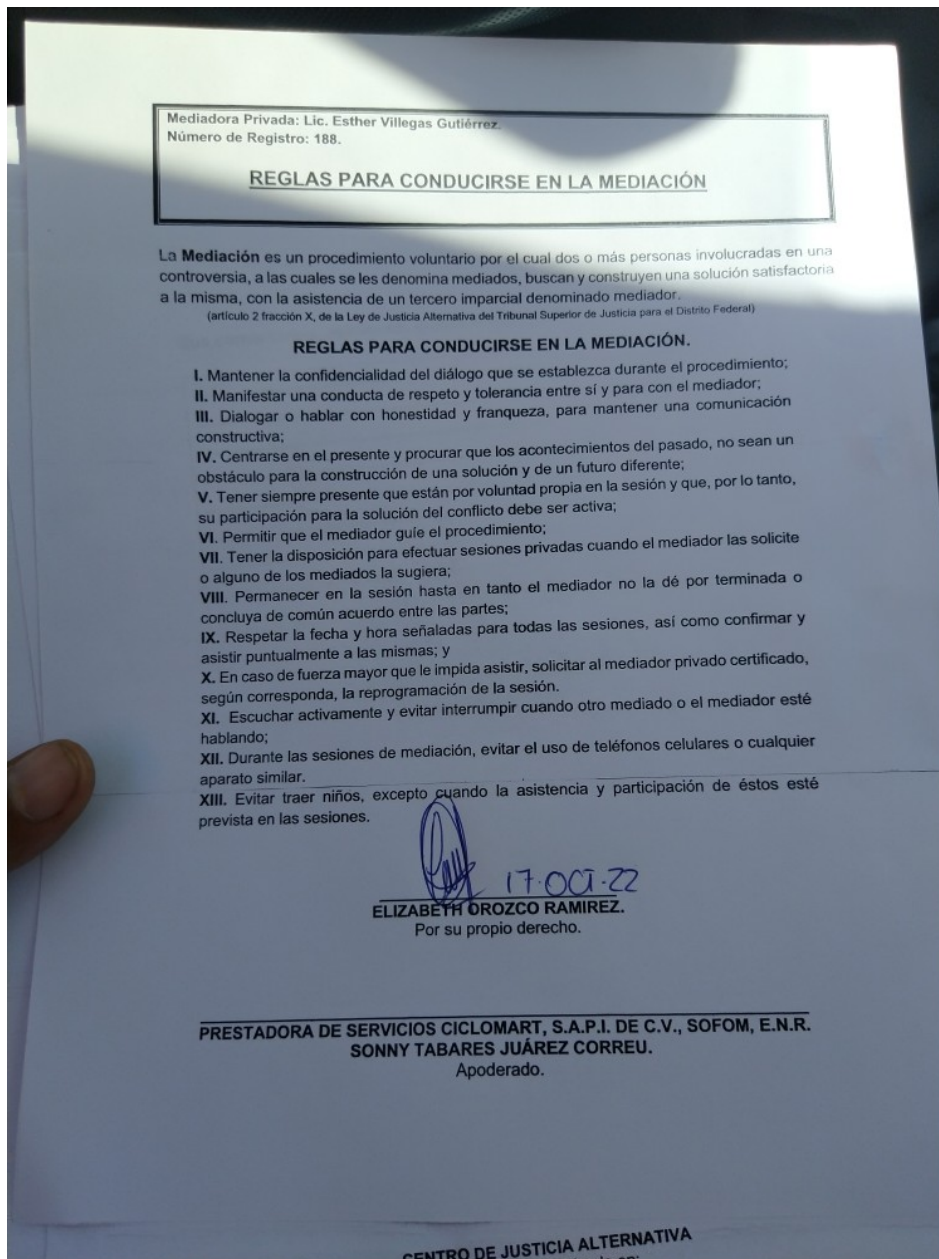 Mediadora Privada: Lic. Esther Villegas Gutiérrez.
Número de Registro: 188.
REGLAS PARA CONDUCIRSE EN LA MEDIACIÓN
La Mediación es un procedimiento voluntario por el cual dos o más personas involucradas en una
controversia, a las cuales se les denomina mediados, buscan y construyen una solución satisfactoria
a la misma, con la asistencia de un tercero imparcial denominado mediador.
(artículo 2 fracción X, de la Ley de Justicia Alternativa del Tribunal Superior de Justicia para el Distrito Federal)
REGLAS PARA CONDUCIRSE EN LA MEDIACIÓN.
I. Mantener la confidencialidad del diálogo que se establezca durante el procedimiento;
II. Manifestar una conducta de respeto y tolerancia entre sí y para con el mediador;
III. Dialogar o hablar con honestidad y franqueza, para mantener una comunicación
constructiva;
IV. Centrarse en el presente y procurar que los acontecimientos del pasado, no sean un
obstáculo para la construcción de una solución y de un futuro diferente;
V. Tener siempre presente que están por voluntad propia en la sesión y que, por lo tanto,
su participación para la solución del conflicto debe ser activa;
VI. Permitir que el mediador guíe el procedimiento;
VII. Tener la disposición para efectuar sesiones privadas cuando el mediador las solicite
o alguno de los mediados la sugiera;
VIII. Permanecer en la sesión hasta en tanto el mediador no la dé por terminada o
concluya de común acuerdo entre las partes;
IX. Respetar la fecha y hora señaladas para todas las sesiones, así como confirmar y
asistir puntualmente a las mismas; y
X. En caso de fuerza mayor que le impida asistir, solicitar al mediador privado certificado,
según corresponda, la reprogramación de la sesión.
XI. Escuchar activamente y evitar interrumpir cuando otro mediado o el mediador esté
hablando;
XII. Durante las sesiones de mediación, evitar el uso de teléfonos celulares o cualquier
aparato similar.
XIII. Evitar traer niños, excepto cuando la asistencia y participación de éstos esté
prevista en las sesiones.
17-OCT-22
ELIZABETH OROZCO RAMIREZ.
Por su propio derecho.
PRESTADORA DE SERVICIOS CICLOMART, S.A.P.I. DE C.V., SOFOM, E.N.R.
SONNY TABARES JUÁREZ CORREU.
Apoderado.
CENTRO DE JUSTICIA ALTERNATIVA